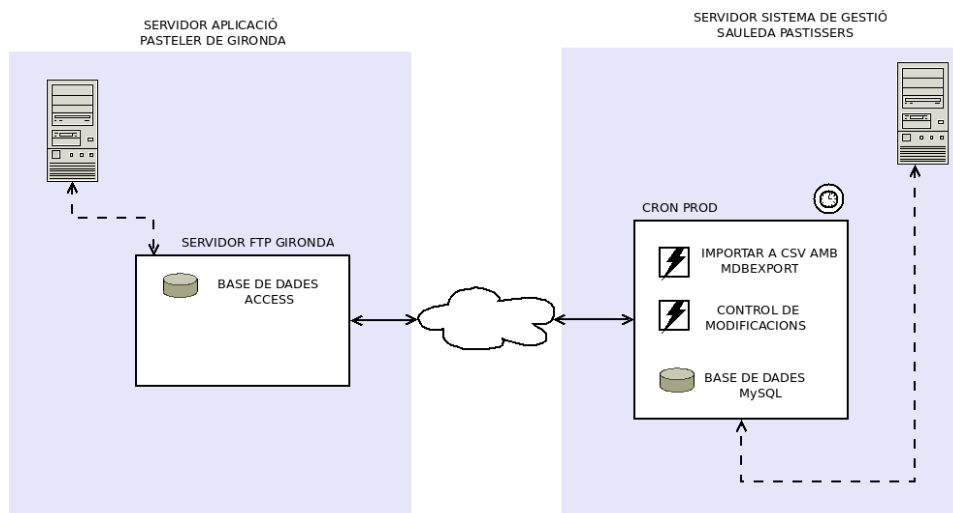 SERVIDOR APLICACIÓ
PASTELER DE GIRONDA
SERVIDOR FTP GIRONDA
BASE DE DADES
ACCESS
SERVIDOR SISTEMA DE GESTIÓ
SAULEDA PASTISSERS
CRON PROD
IMPORTAR A CSV AMB
MDBEXPORT
CONTROL DE
MODIFICACIONS
BASE DE DADES
MySQL